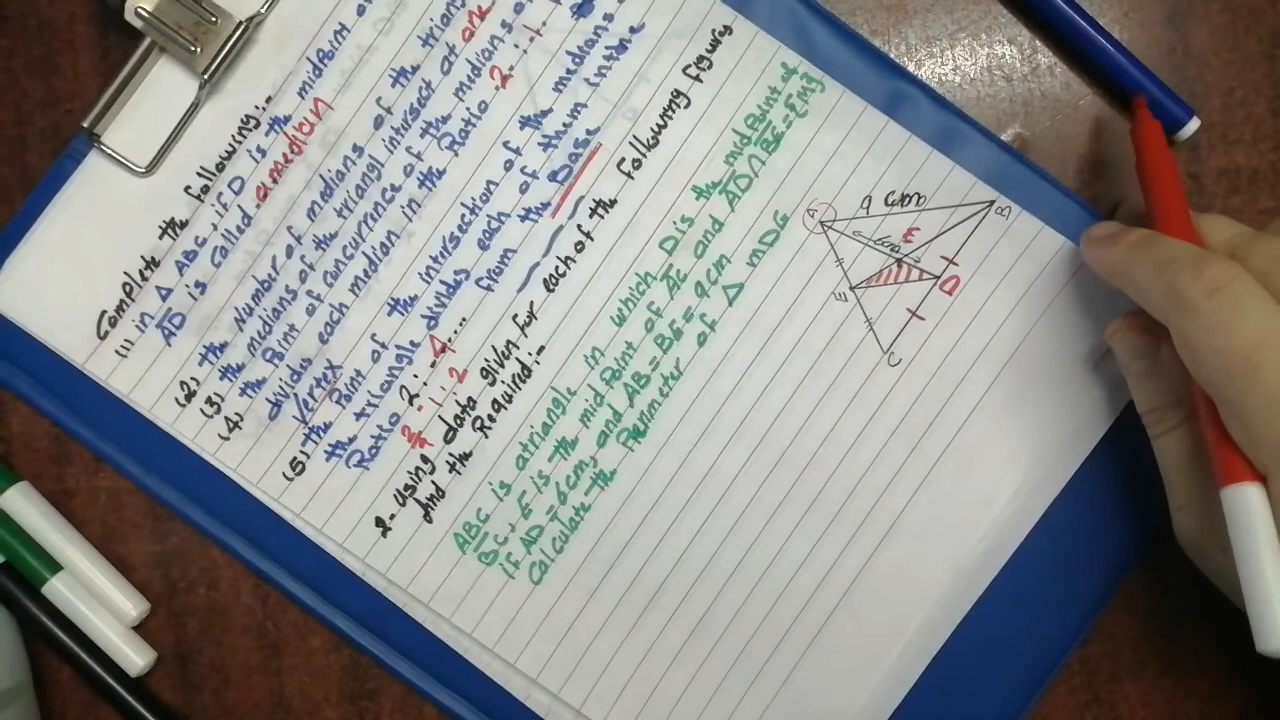 Complete the following:-
(1) in Δ ABC, if D is the midPoint o
AD is called a median
(2) the Number of medians of the trian
(3) the medians of the triangl intersect at one
(4) the Point of concurrence of the medians o
divides each median in the Ratio 2:1
Vertex from the Base
(5) the Point of the intersection of the medians
the triangle divides each of them in the
Ratio 2: 4....
1:2
2- Using data given for each of the following figures
And the Required:-
ABC is atriangle in which D is the mid Point of
BC, E is the mid Point of AC and AD∩BE={M}
if AD=6cm, and AB=BE=9cm
Calculate the Perimeter of Δ MDG
A
9 cm
B
6cm
M
E
D
C